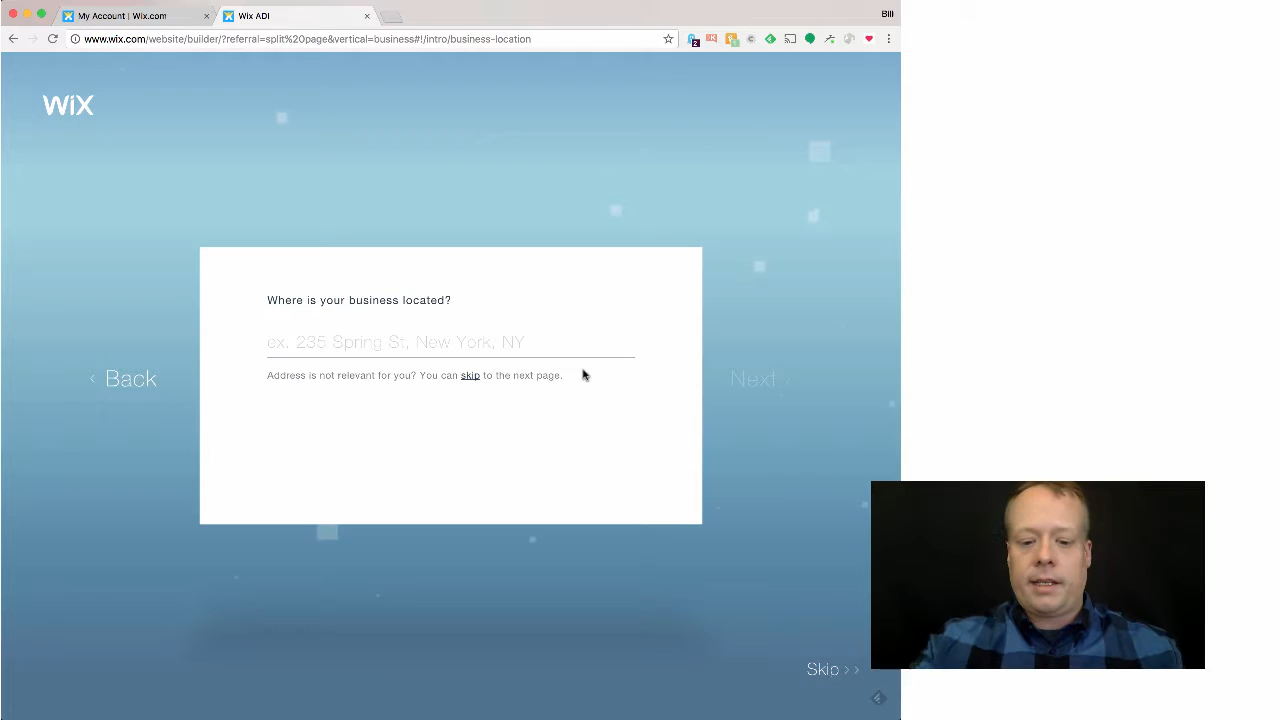 My Account | Wix.com
Wix ADI
Bill
www.wix.com/website/builder/?referral=split%20page&vertical=business#!/intro/business-location
2
WiX
Where is your business located?
ex. 235 Spring St, New York, NY
Address is not relevant for you? You can skip to the next page.
< Back
Next >
Skip >>